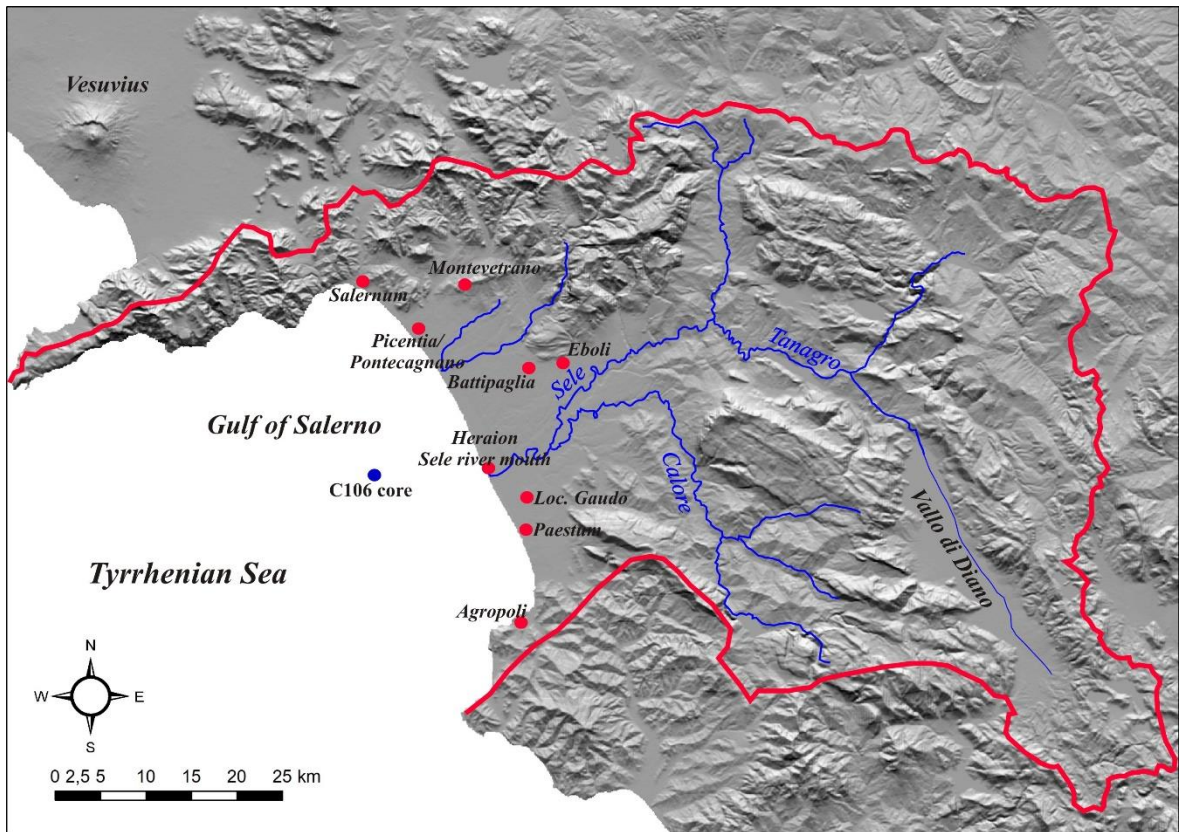 Vesuvius
Montevetrano
Salernum
Picentia/
Pontecagnano
Eboli
Battipaglia
Sele
Tanagro
Gulf of Salerno
Heraion
Sele river mouth
C106 core
Calore
Loc. Gaudo
Paestum
Vallo di Diano
Tyrrhenian Sea
Agropoli
N
W E
S
0 2,5 5 10 15 20 25 km